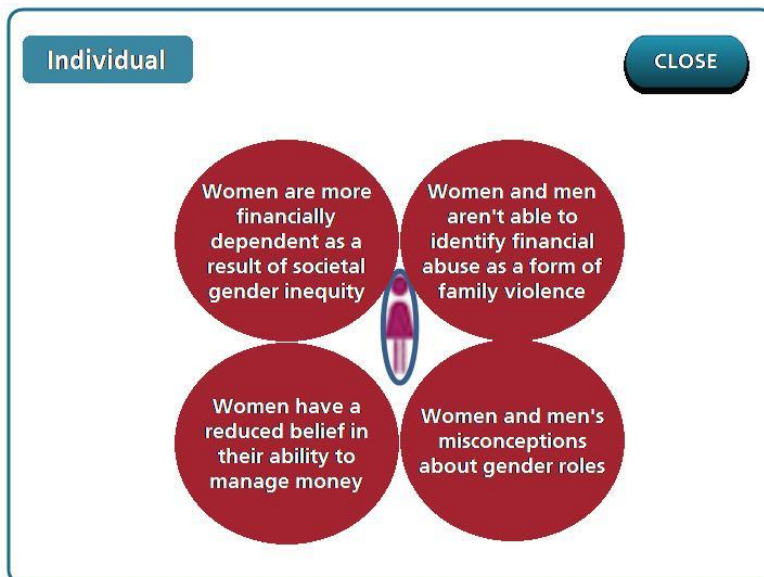 Individual
CLOSE
Women are more
financially
dependent as a
result of societal
gender inequity
Women and men
aren't able to
identify financial
abuse as a form of
family violence
Women have a
reduced belief in
their ability to
manage money
Women and men's
misconceptions
about gender roles